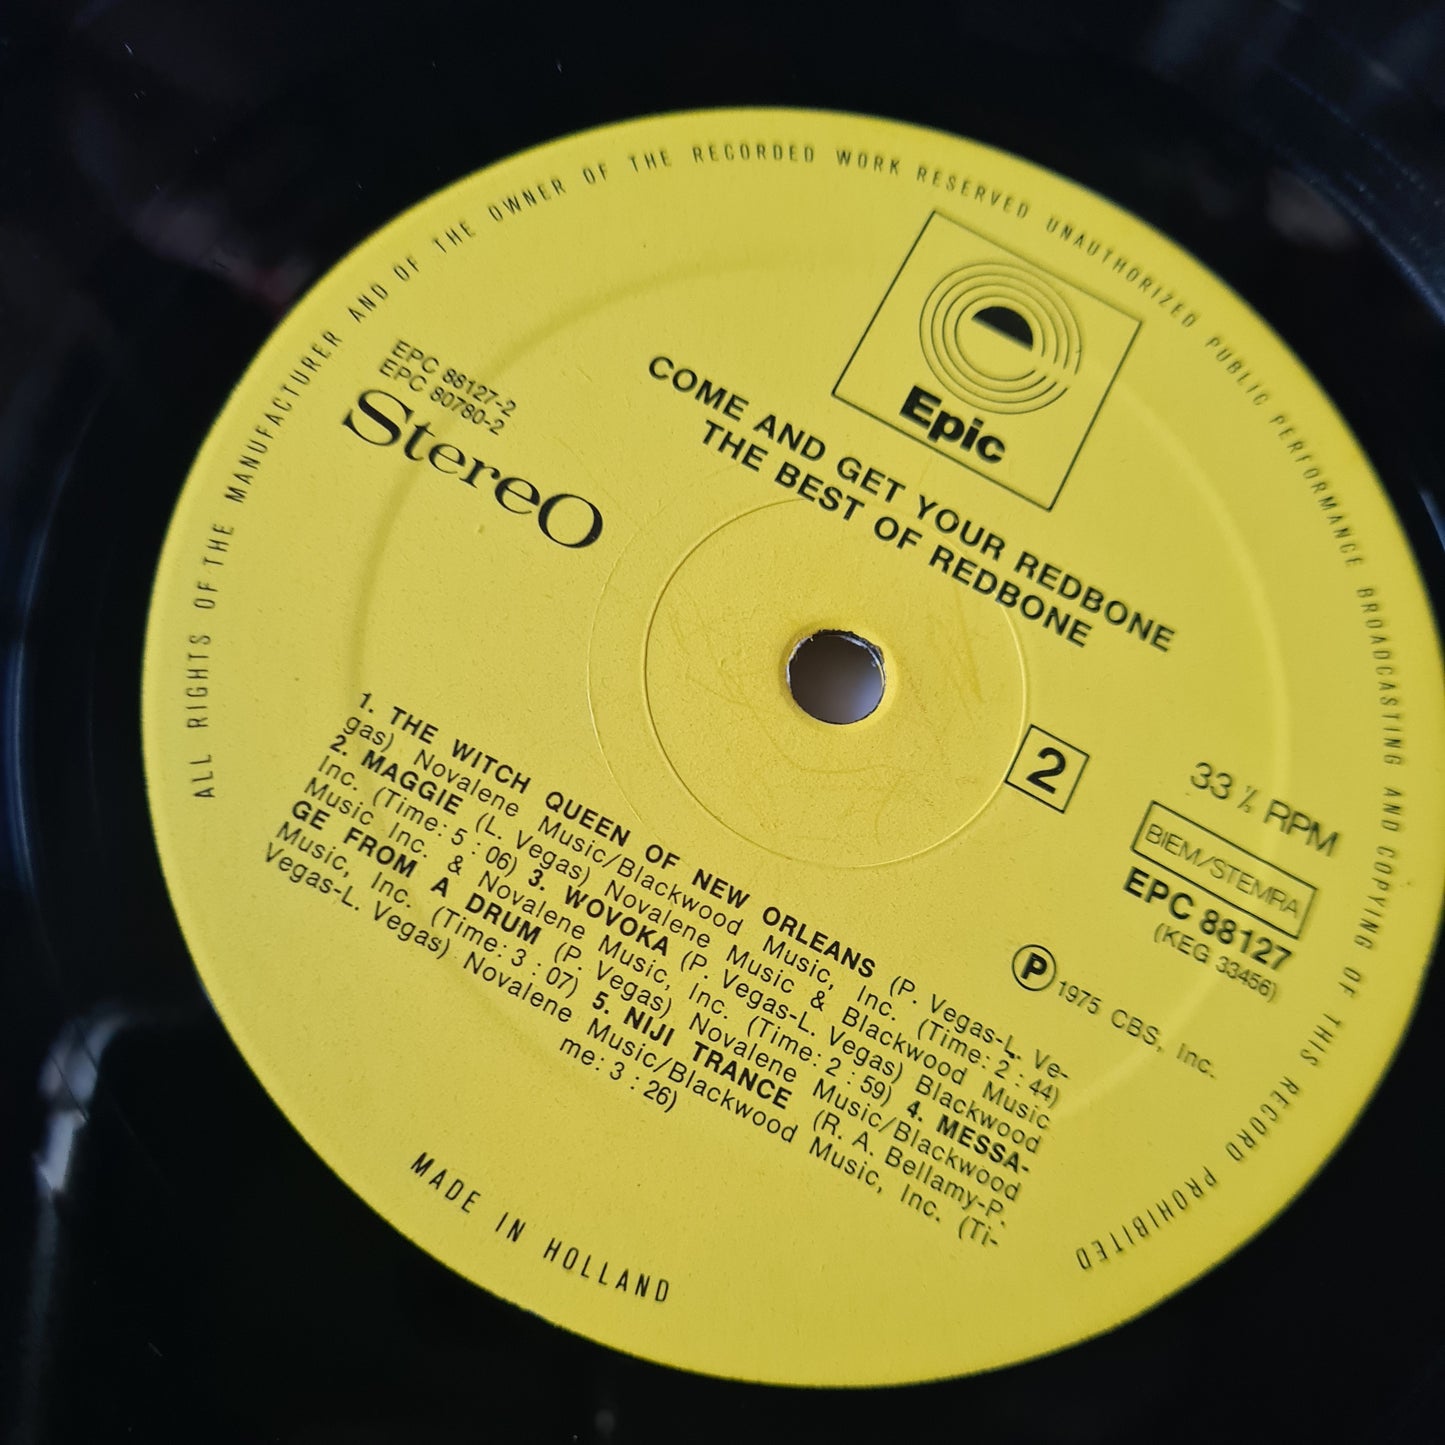 ALL RIGHTS OF THE MANUFACTURER AND OF THE OWNER OF THE RECORDED WORK RESERVED UNAUTHORIZED PUBLIC PERFORMANCE BROADCASTING AND COPYING OF THIS RECORD PROHIBITED
Epic
EPC 88127-2
EPC 80780-2
Stereo
COME AND GET YOUR REDBONE
THE BEST OF REDBONE
2
33 ⅓ RPM
BIEM/STEMRA
EPC 88127
(KEG 33456)
Ⓟ 1975 CBS, Inc.
1. THE WITCH QUEEN OF NEW ORLEANS (P. Vegas-L. Ve-
gas) Novalene Music/Blackwood Music, Inc. (Time: 2 : 44)
2. MAGGIE (L. Vegas) Novalene Music & Blackwood Music
Inc. (Time: 5 : 06) 3. WOVOKA (P. Vegas-L. Vegas) Blackwood
Music Inc. & Novalene Music, Inc. (Time: 2 : 59) 4. MESSA-
GE FROM A DRUM (P. Vegas) Novalene Music/Blackwood
Music, Inc. (Time: 3 : 07) 5. NIJI TRANCE (R. A. Bellamy-P.
Vegas-L. Vegas) Novalene Music/Blackwood Music, Inc. (Ti-
me: 3 : 26)
MADE IN HOLLAND